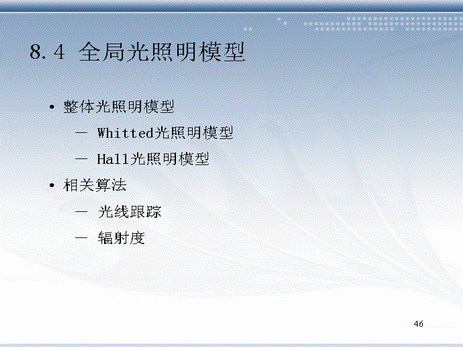 8.4 全局光照明模型
• 整体光照明模型
— Whitted光照明模型
— Hall光照明模型
• 相关算法
— 光线跟踪
— 辐射度
46